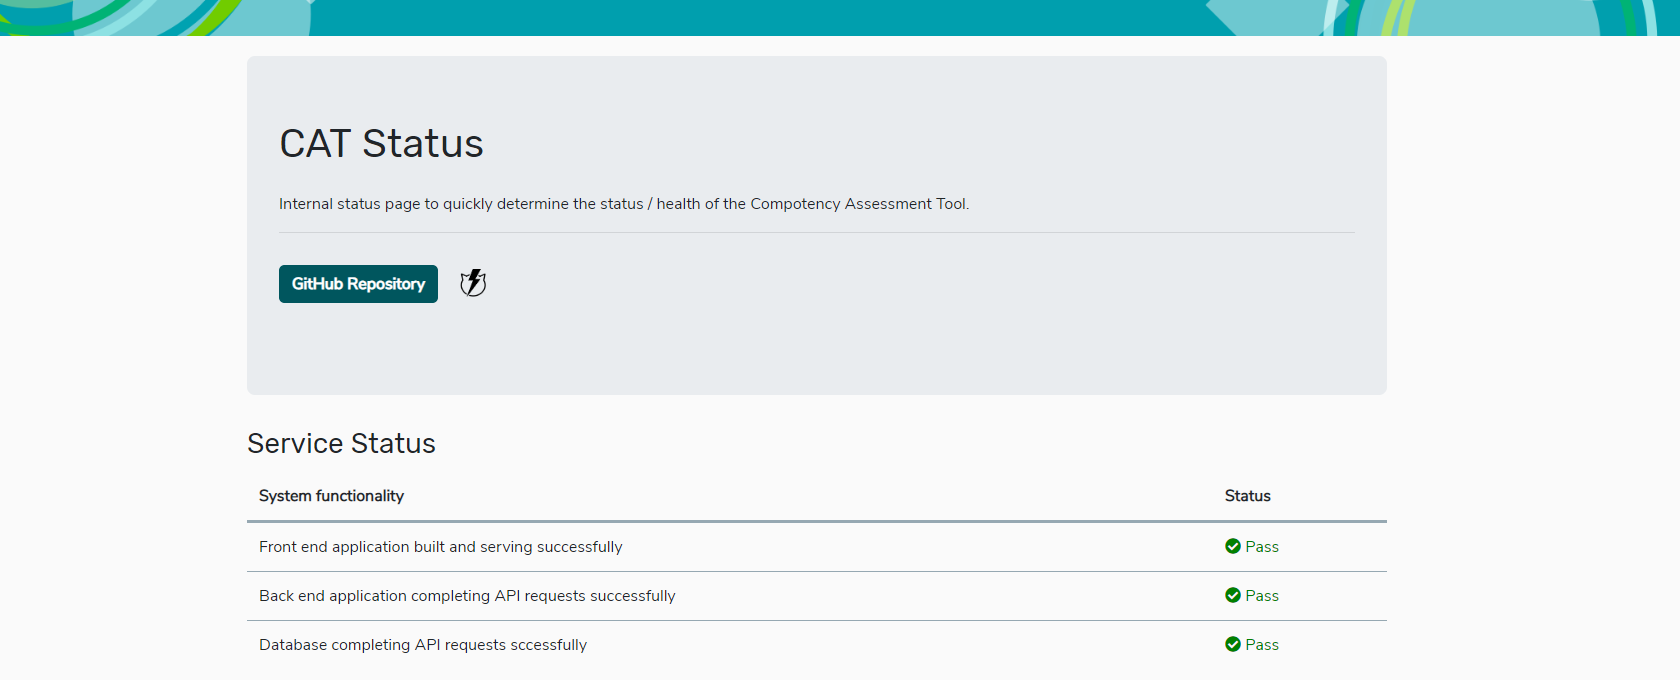 CAT Status
Internal status page to quickly determine the status / health of the Compotency Assessment Tool.
GitHub Repository
Service Status
System functionality Status
Front end application built and serving successfully Pass
Back end application completing API requests successfully Pass
Database completing API requests sccessfully Pass